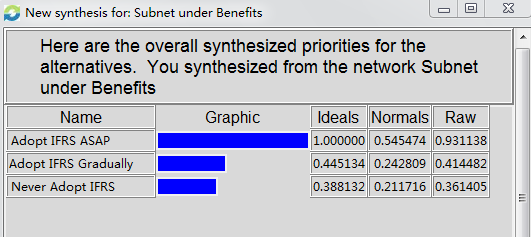 New synthesis for: Subnet under Benefits
Here are the overall synthesized priorities for the
alternatives. You synthesized from the network Subnet
under Benefits
Name Graphic Ideals Normals Raw
Adopt IFRS ASAP 1.000000 0.545474 0.931138
Adopt IFRS Gradually 0.445134 0.242809 0.414482
Never Adopt IFRS 0.388132 0.211716 0.361405